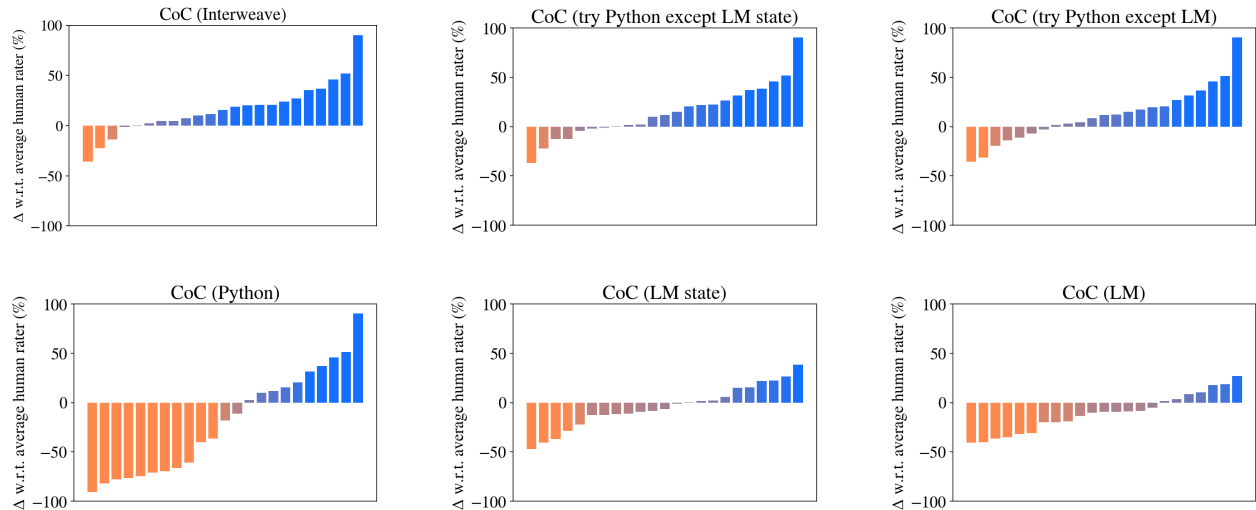 CoC (Interweave)
Δ w.r.t. average human rater (%)
100
50
0
−50
−100
CoC (try Python except LM state)
Δ w.r.t. average human rater (%)
100
50
0
−50
−100
CoC (try Python except LM)
Δ w.r.t. average human rater (%)
100
50
0
−50
−100
CoC (Python)
Δ w.r.t. average human rater (%)
100
50
0
−50
−100
CoC (LM state)
Δ w.r.t. average human rater (%)
100
50
0
−50
−100
CoC (LM)
Δ w.r.t. average human rater (%)
100
50
0
−50
−100